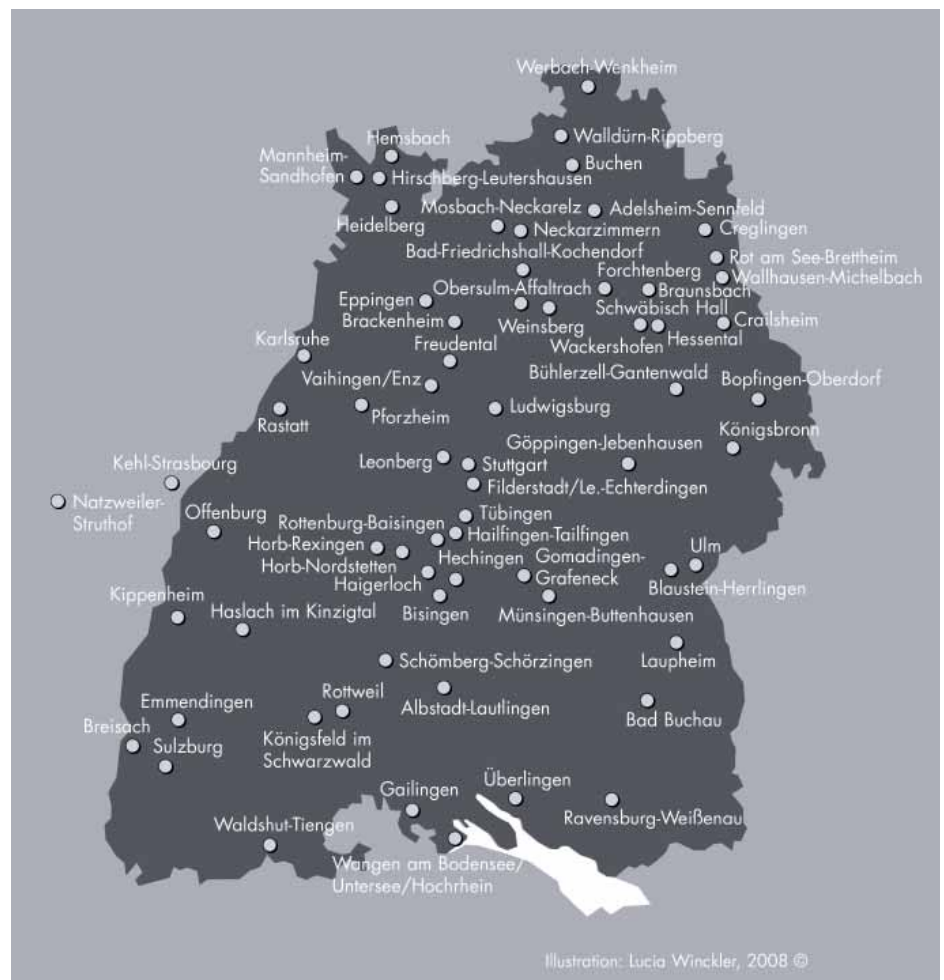 Werbach-Wenkheim
Walldürn-Rippberg
Hemsbach
Buchen
Mannheim-
Sandhofen
Hirschberg-Leutershausen
Mosbach-Neckarelz
Adelsheim-Sennfeld
Heidelberg
Neckarzimmern
Creglingen
Bad-Friedrichshall-Kochendorf
Rot am See-Brettheim
Forchtenberg
Wallhausen-Michelbach
Obersulm-Affaltrach
Braunsbach
Eppingen
Schwäbisch Hall
Brackenheim
Weinsberg
Crailsheim
Karlsruhe
Freudental
Wackershofen
Hessental
Vaihingen/Enz
Bühlerzell-Gantenwald
Bopfingen-Oberdorf
Rastatt
Pforzheim
Ludwigsburg
Königsbronn
Göppingen-Jebenhausen
Kehl-Strasbourg
Leonberg
Stuttgart
Filderstadt/Le.-Echterdingen
Natzweiler-
Struthof
Offenburg
Tübingen
Rottenburg-Baisingen
Hailfingen-Tailfingen
Horb-Rexingen
Hechingen
Gomadingen-
Grafeneck
Ulm
Horb-Nordstetten
Haigerloch
Blaustein-Herrlingen
Kippenheim
Haslach im Kinzigtal
Bisingen
Münsingen-Buttenhausen
Schömberg-Schörzingen
Laupheim
Emmendingen
Rottweil
Albstadt-Lautlingen
Bad Buchau
Breisach
Sulzburg
Königsfeld im
Schwarzwald
Gailingen
Überlingen
Waldshut-Tiengen
Ravensburg-Weißenau
Wangen am Bodensee/
Untersee/Hochrhein
Illustration: Lucia Winckler, 2008 ©